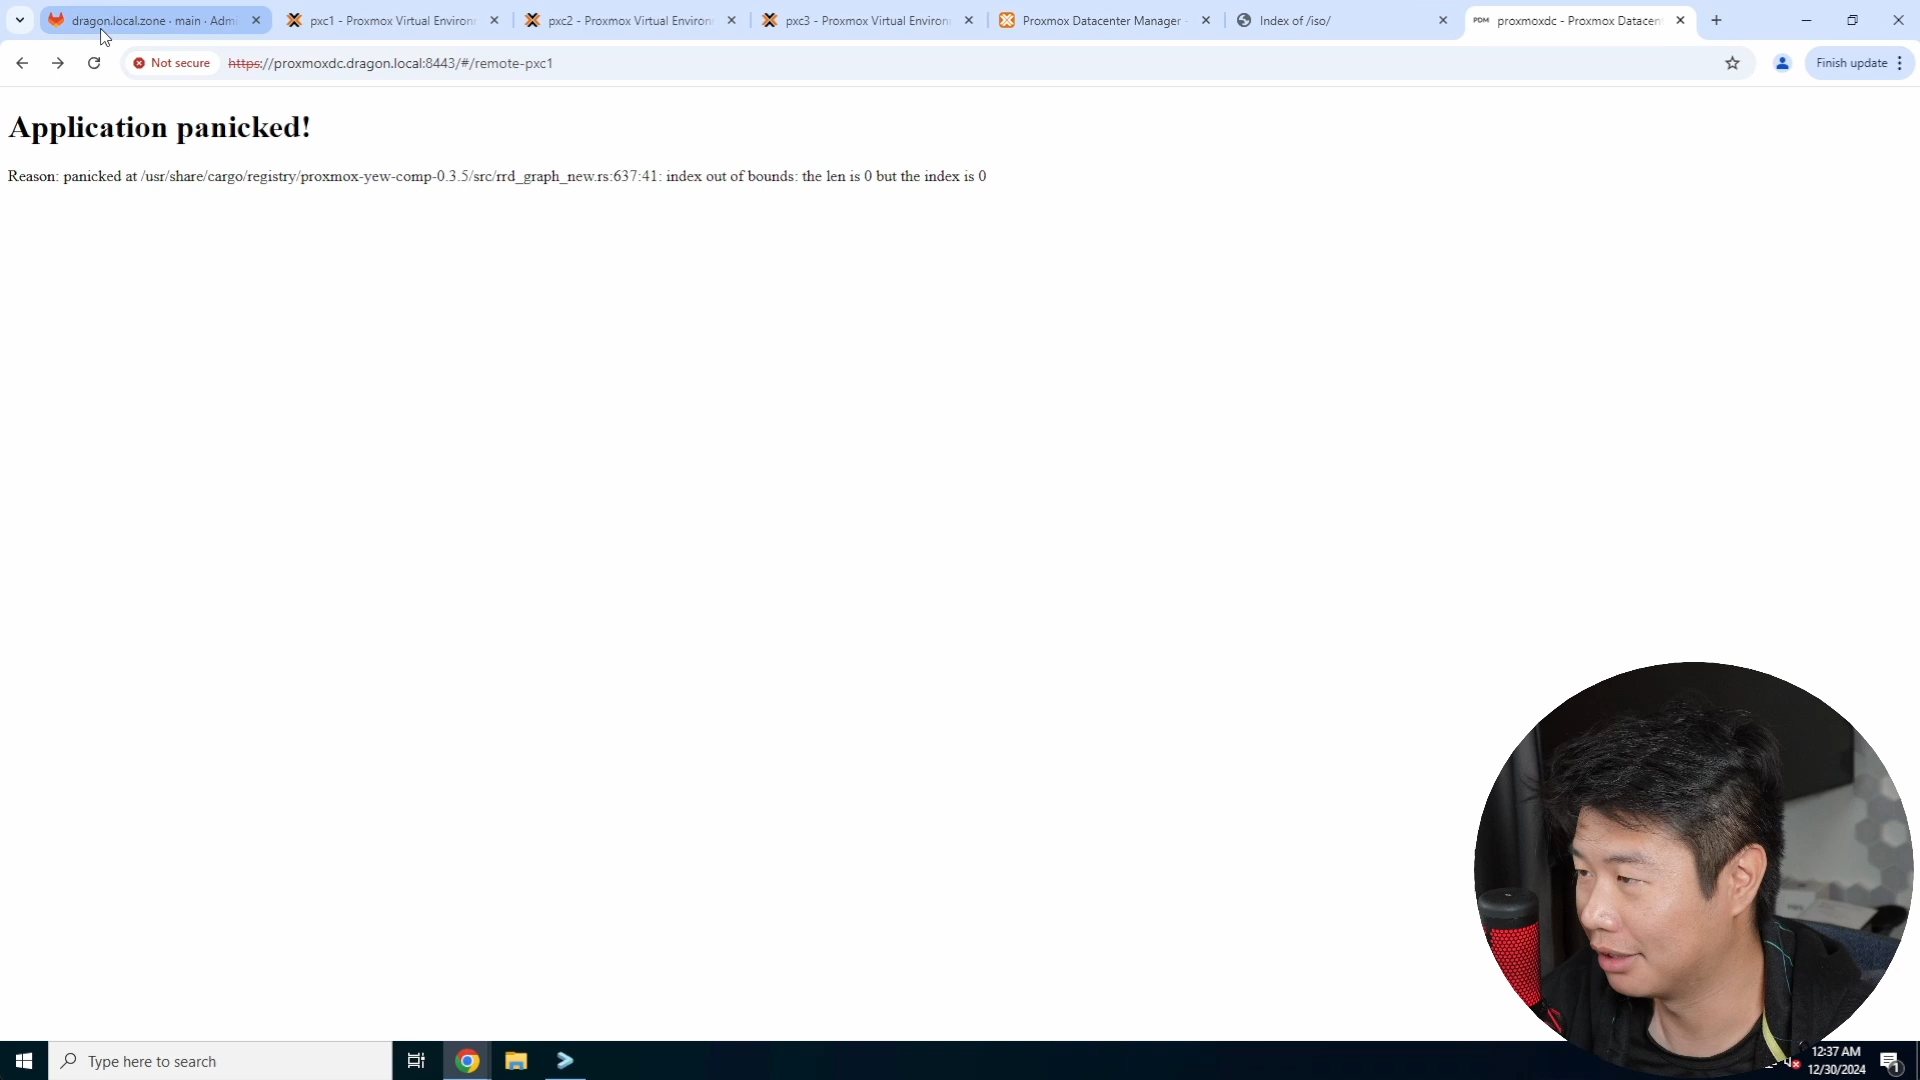 dragon.local.zone · main · Adm
pxc1 - Proxmox Virtual Environ
pxc2 - Proxmox Virtual Environ
pxc3 - Proxmox Virtual Environ
Proxmox Datacenter Manager
Index of /iso/
PDM proxmoxdc - Proxmox Datacen
Not secure https://proxmoxdc.dragon.local:8443/#/remote-pxc1
Finish update
Application panicked!
Reason: panicked at /usr/share/cargo/registry/proxmox-yew-comp-0.3.5/src/rrd_graph_new.rs:637:41: index out of bounds: the len is 0 but the index is 0
Type here to search
12:37 AM
12/30/2024
1